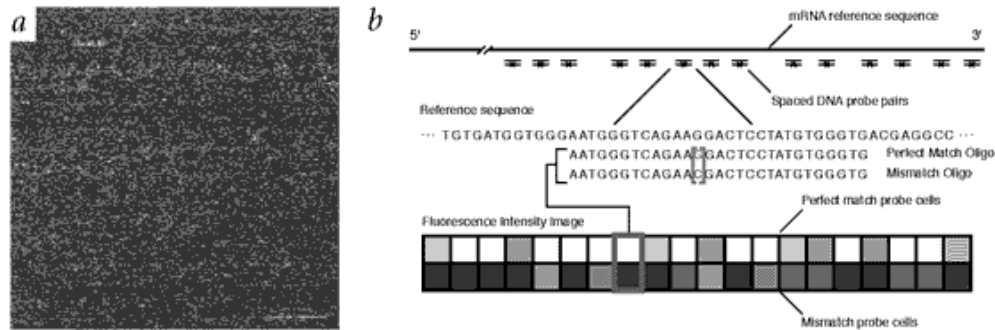 a
b
mRNA reference sequence
5'
3'
Spaced DNA probe pairs
Reference sequence
··· TGTGATGGTGGGAATGGGTCAGAAGGACTCCTATGTGGGTGACGAGGCC ···
AATGGGTCAGAAGGACTCCTATGTGGGTG Perfect Match Oligo
AATGGGTCAGAACGACTCCTATGTGGGTG Mismatch Oligo
Perfect match probe cells
Fluorescence Intensity Image
Mismatch probe cells